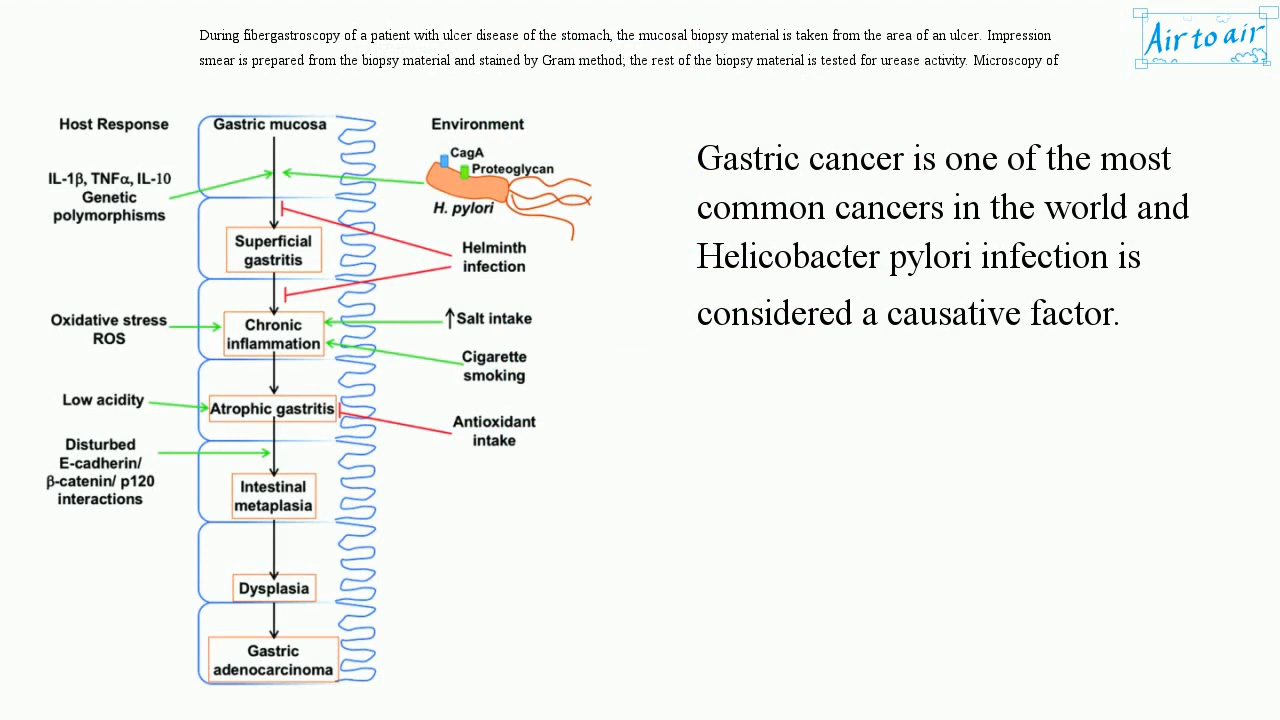 During fibergastroscopy of a patient with ulcer disease of the stomach, the mucosal biopsy material is taken from the area of an ulcer. Impression
smear is prepared from the biopsy material and stained by Gram method; the rest of the biopsy material is tested for urease activity. Microscopy of
Air to air
Host Response
Gastric mucosa
Environment
CagA
Proteoglycan
H. pylori
IL-1β, TNFα, IL-10
Genetic
polymorphisms
Superficial
gastritis
Helminth
infection
Oxidative stress
ROS
Chronic
inflammation
↑Salt intake
Cigarette
smoking
Low acidity
Atrophic gastritis
Antioxidant
intake
Disturbed
E-cadherin/
β-catenin/ p120
interactions
Intestinal
metaplasia
Dysplasia
Gastric
adenocarcinoma
Gastric cancer is one of the most
common cancers in the world and
Helicobacter pylori infection is
considered a causative factor.